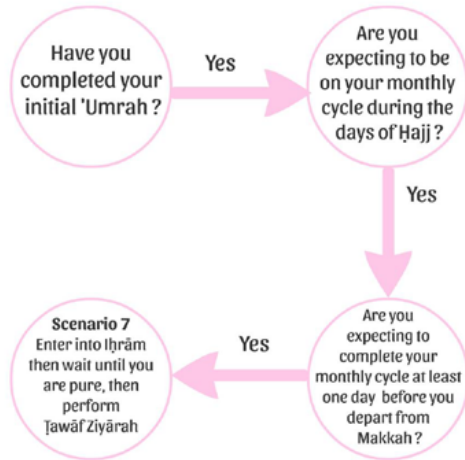 Have you
completed your
initial 'Umrah ?
Yes
Are you
expecting to be
on your monthly
cycle during the
days of Ḥajj ?
Yes
Are you
expecting to
complete your
monthly cycle at least
one day before you
depart from
Makkah ?
Yes
Scenario 7
Enter into Iḥrām
then wait until you
are pure, then
perform
Ṭawāf Ziyārah